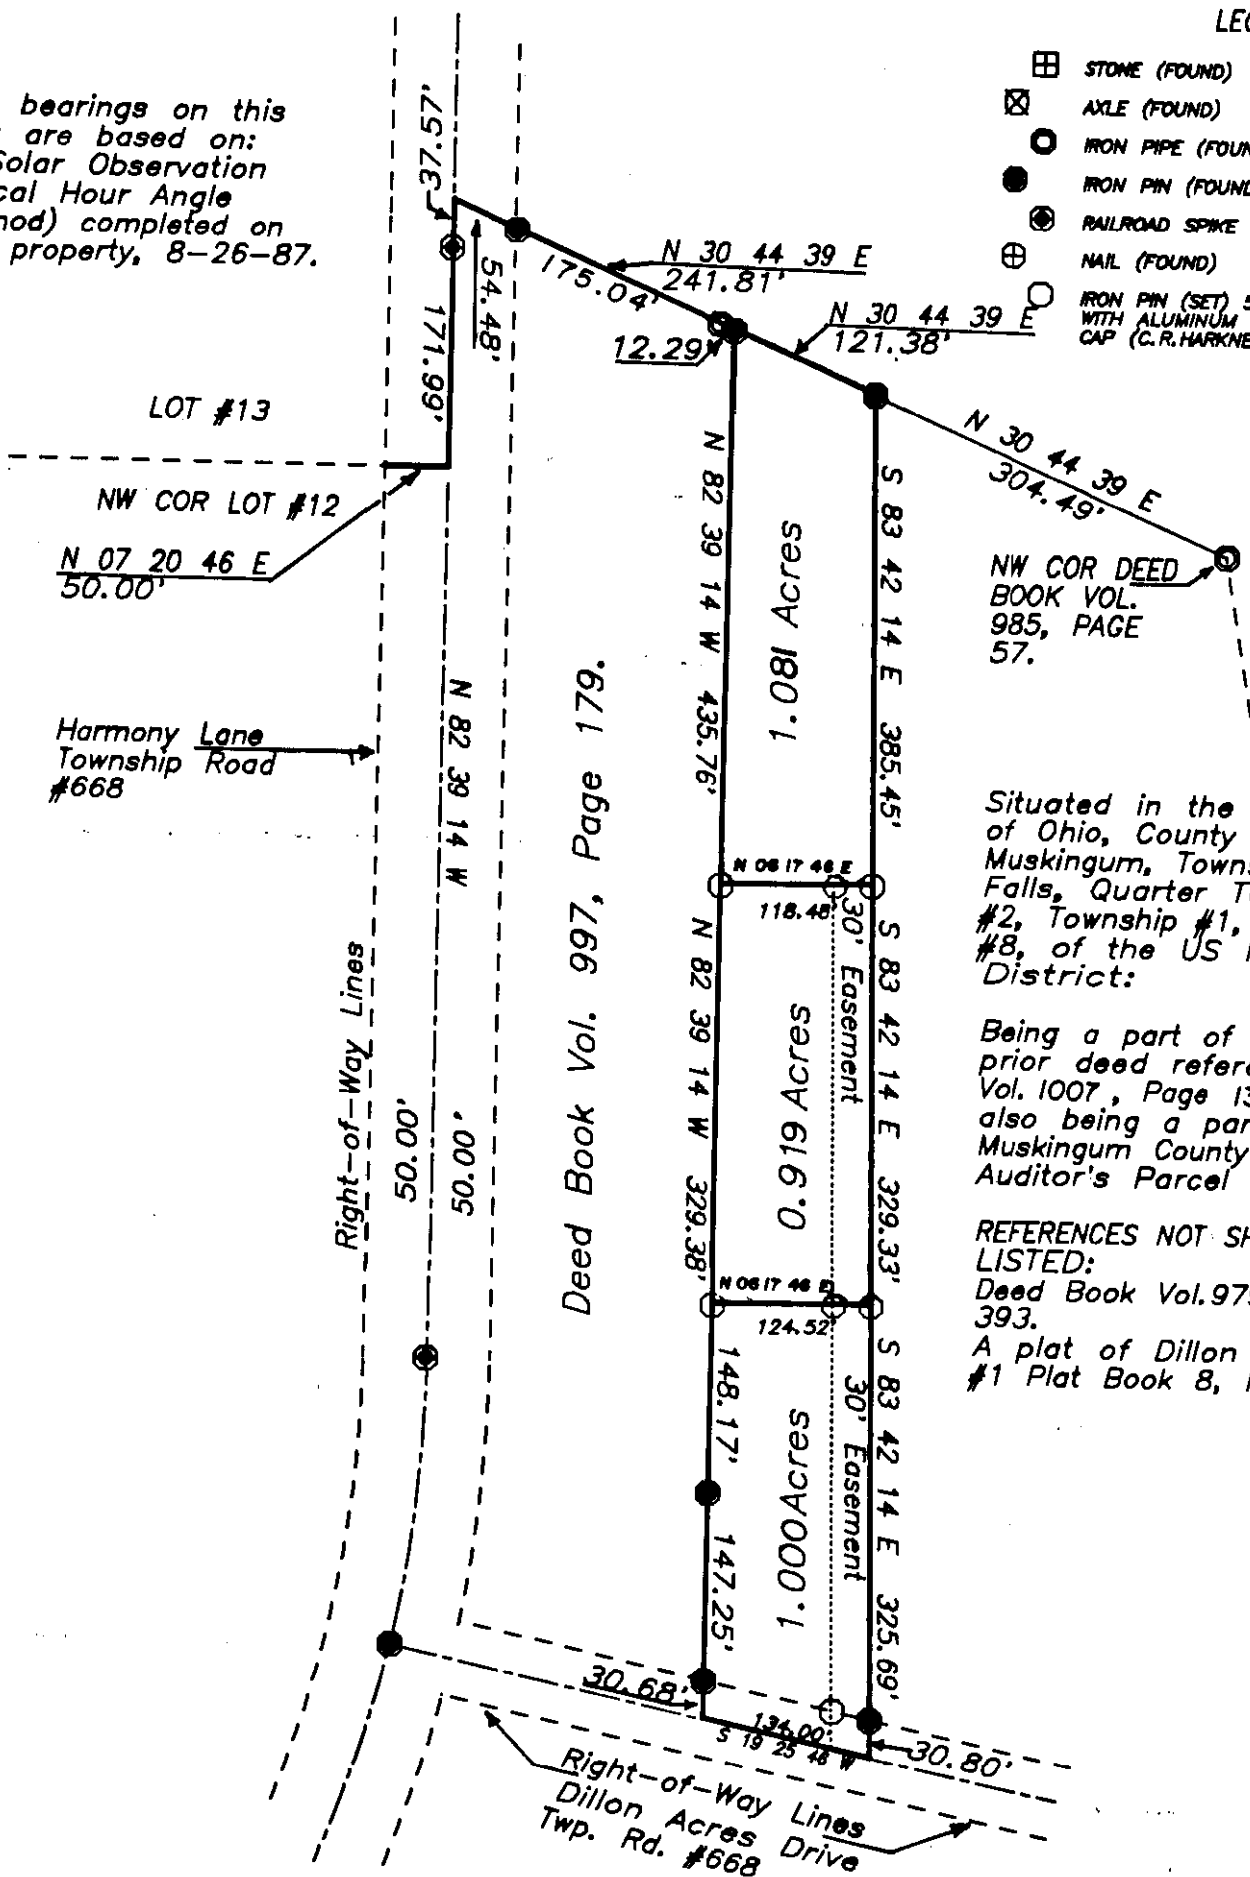 LEG
STONE (FOUND)
AXLE (FOUND)
IRON PIPE (FOUN
IRON PIN (FOUND
RAILROAD SPIKE
NAIL (FOUND)
IRON PIN (SET) 5
WITH ALUMINUM
CAP (C.R.HARKNE
bearings on this
are based on:
Solar Observation
cal Hour Angle
hod) completed on
property, 8-26-87.
37.57'
54.48'
171.99'
175.04'
N 30 44 39 E
241.81'
12.29'
N 30 44 39 E
121.38'
N 30 44 39 E
304.49'
LOT #13
NW COR LOT #12
N 07 20 46 E
50.00'
NW COR DEED
BOOK VOL.
985, PAGE
57.
Harmony Lane
Township Road
#668
N 82 39 14 W
Right-of-Way Lines
50.00'
50.00'
Deed Book Vol. 997, Page 179.
N 82 39 14 W 435.76'
1.081 Acres
S 83 42 14 E 385.45'
N 06 17 46 E
118.48'
N 82 39 14 W 329.38'
0.919 Acres
30' Easement
S 83 42 14 E 329.33'
N 06 17 46 E
124.52'
148.17'
147.25'
1.000 Acres
30' Easement
S 83 42 14 E 325.69'
30.68'
134.00'
S 19 25 46 W
30.80'
Right-of-Way Lines
Dillon Acres Drive
Twp. Rd. #668
Situated in the
of Ohio, County
Muskingum, Towns
Falls, Quarter T
#2, Township #1,
#8, of the US
District:
Being a part of
prior deed refere
Vol. 1007, Page 13
also being a par
Muskingum County
Auditor's Parcel
REFERENCES NOT SH
LISTED:
Deed Book Vol. 975
393.
A plat of Dillon
#1 Plat Book 8,